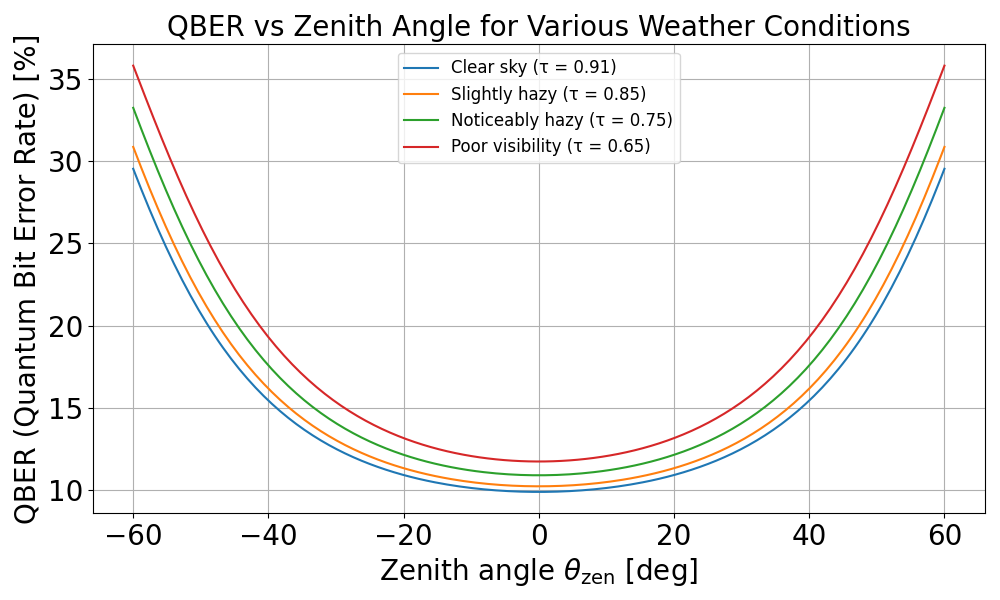 QBER vs Zenith Angle for Various Weather Conditions
QBER (Quantum Bit Error Rate) [%]
35
30
25
20
15
10
Clear sky (τ = 0.91)
Slightly hazy (τ = 0.85)
Noticeably hazy (τ = 0.75)
Poor visibility (τ = 0.65)
−60 −40 −20 0 20 40 60
Zenith angle θzen [deg]